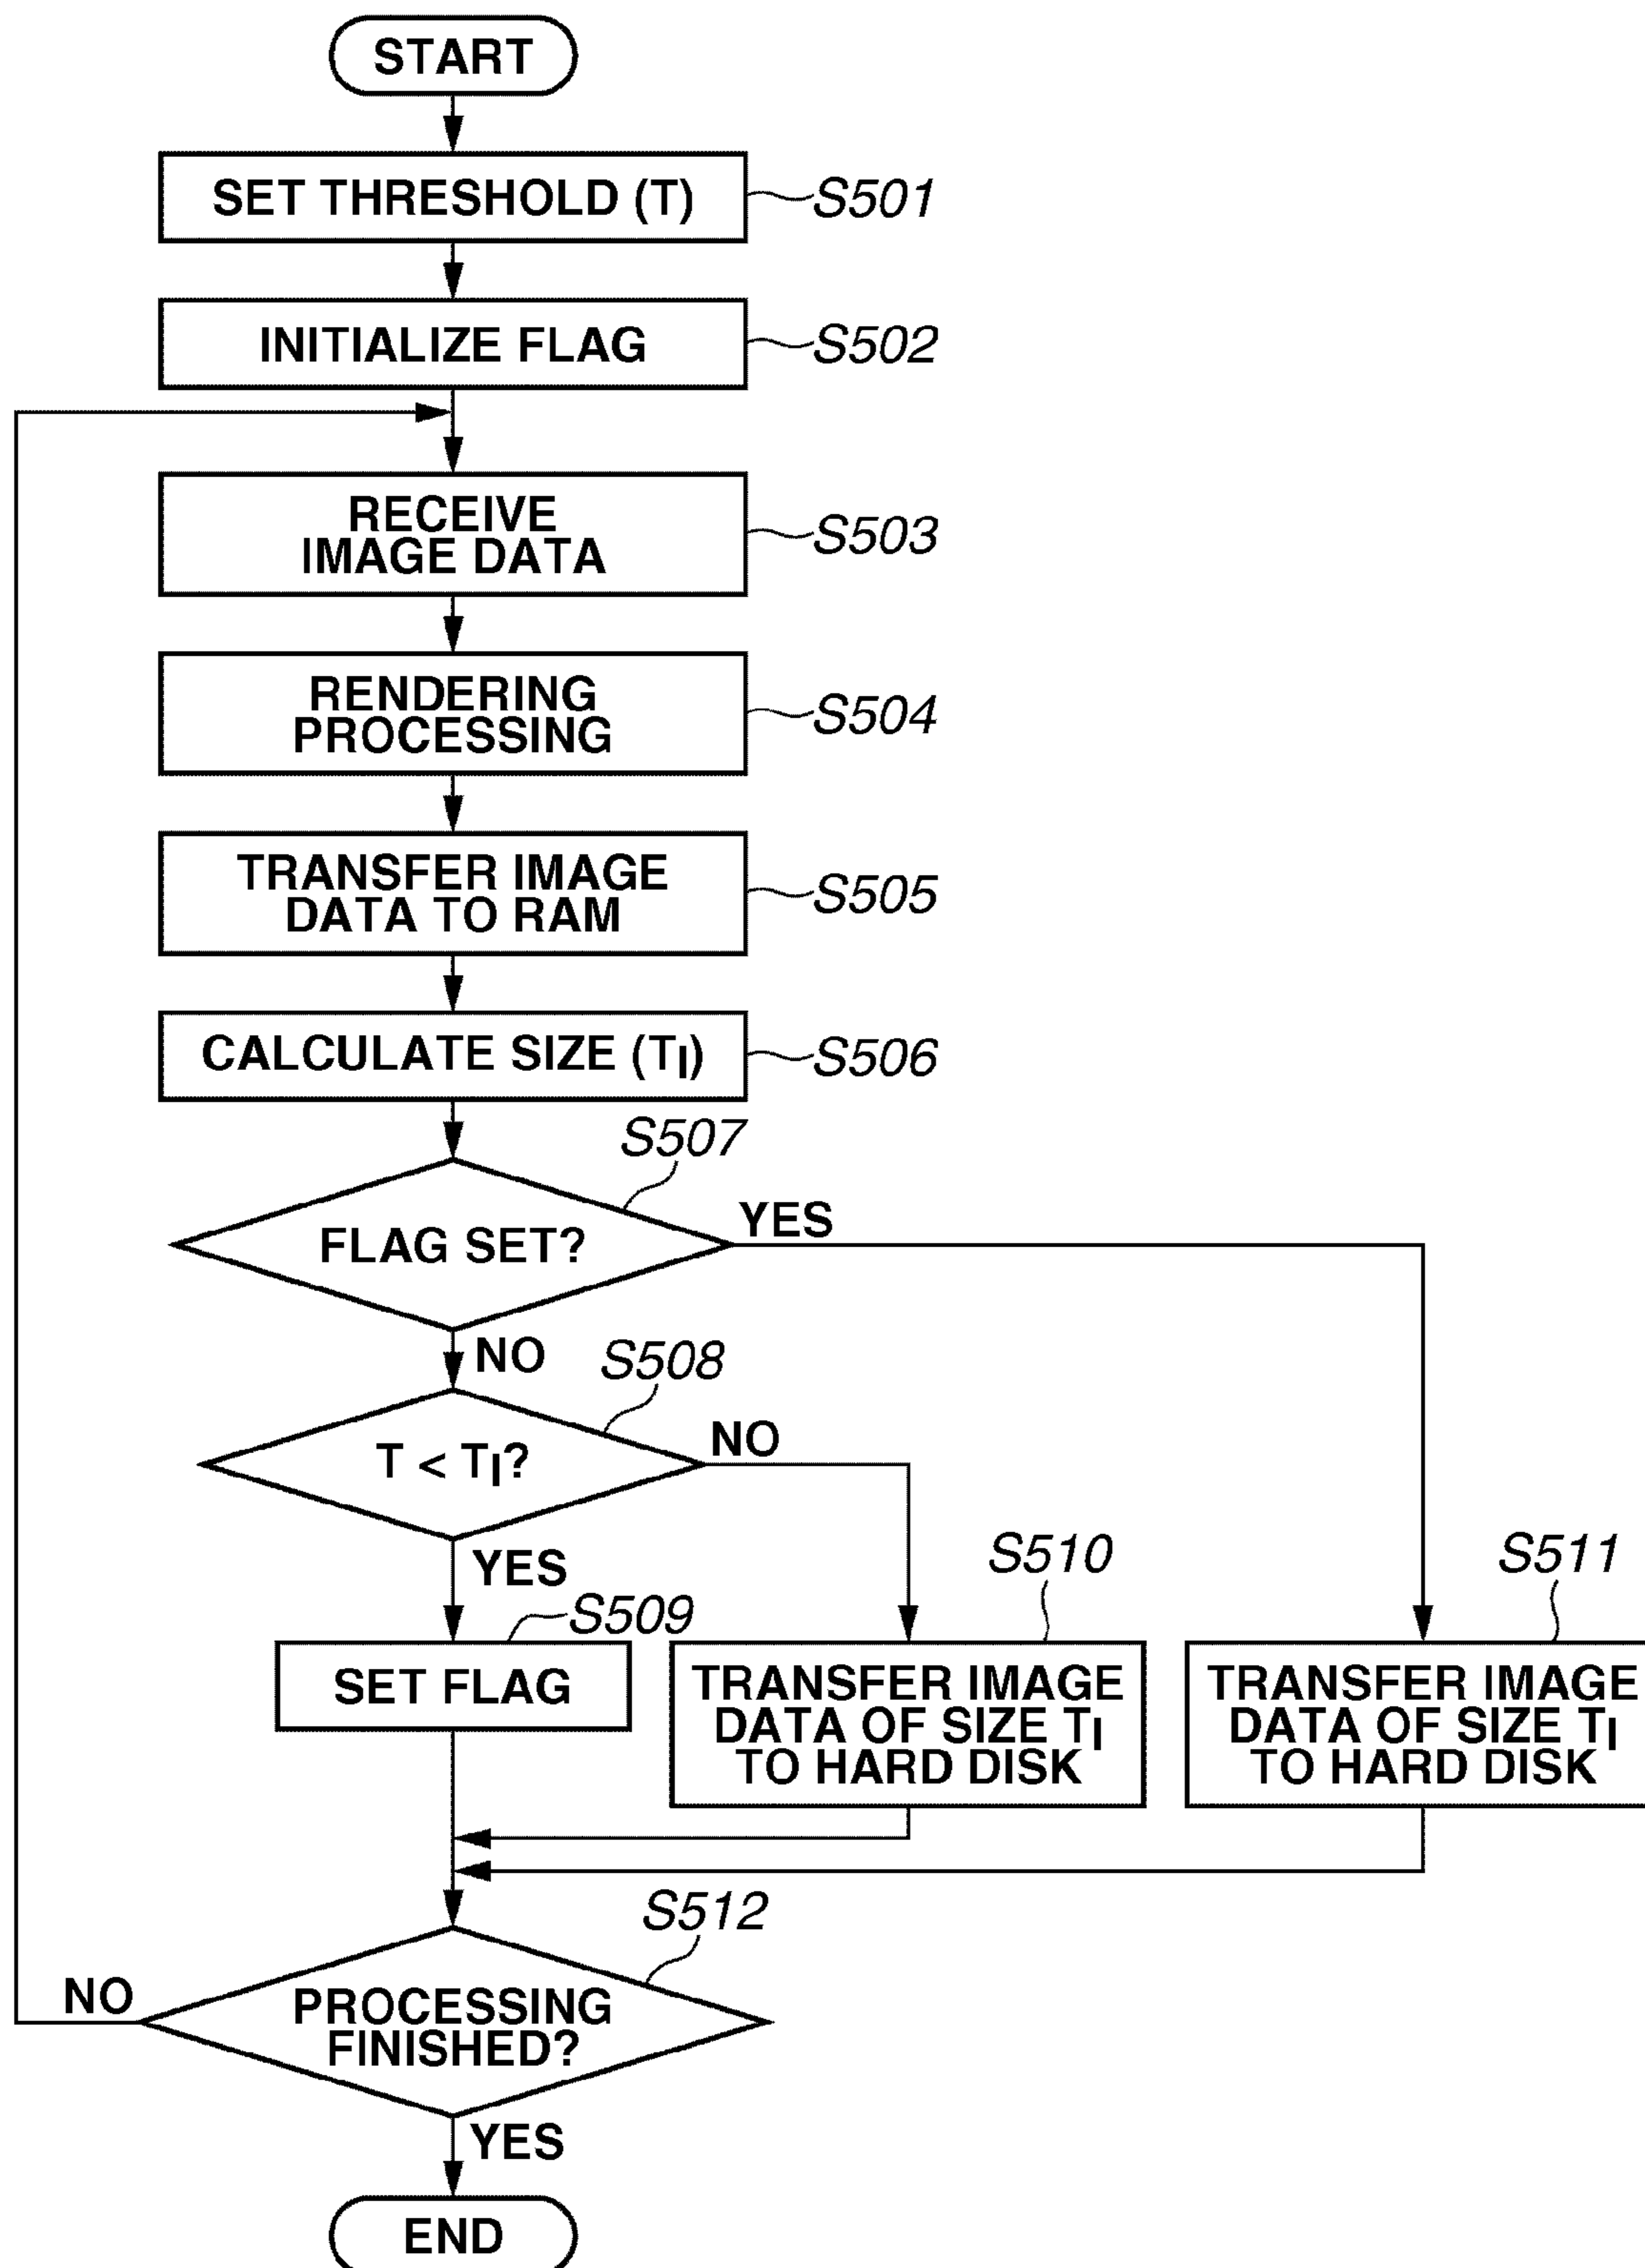 START
SET THRESHOLD (T)
S501
INITIALIZE FLAG
S502
RECEIVE
IMAGE DATA
S503
RENDERING
PROCESSING
S504
TRANSFER IMAGE
DATA TO RAM
S505
CALCULATE SIZE (TI)
S506
S507
FLAG SET?
YES
NO
S508
T < TI?
NO
YES
S509
SET FLAG
S510
TRANSFER IMAGE
DATA OF SIZE TI
TO HARD DISK
S511
TRANSFER IMAGE
DATA OF SIZE TI
TO HARD DISK
S512
PROCESSING
FINISHED?
NO
YES
END